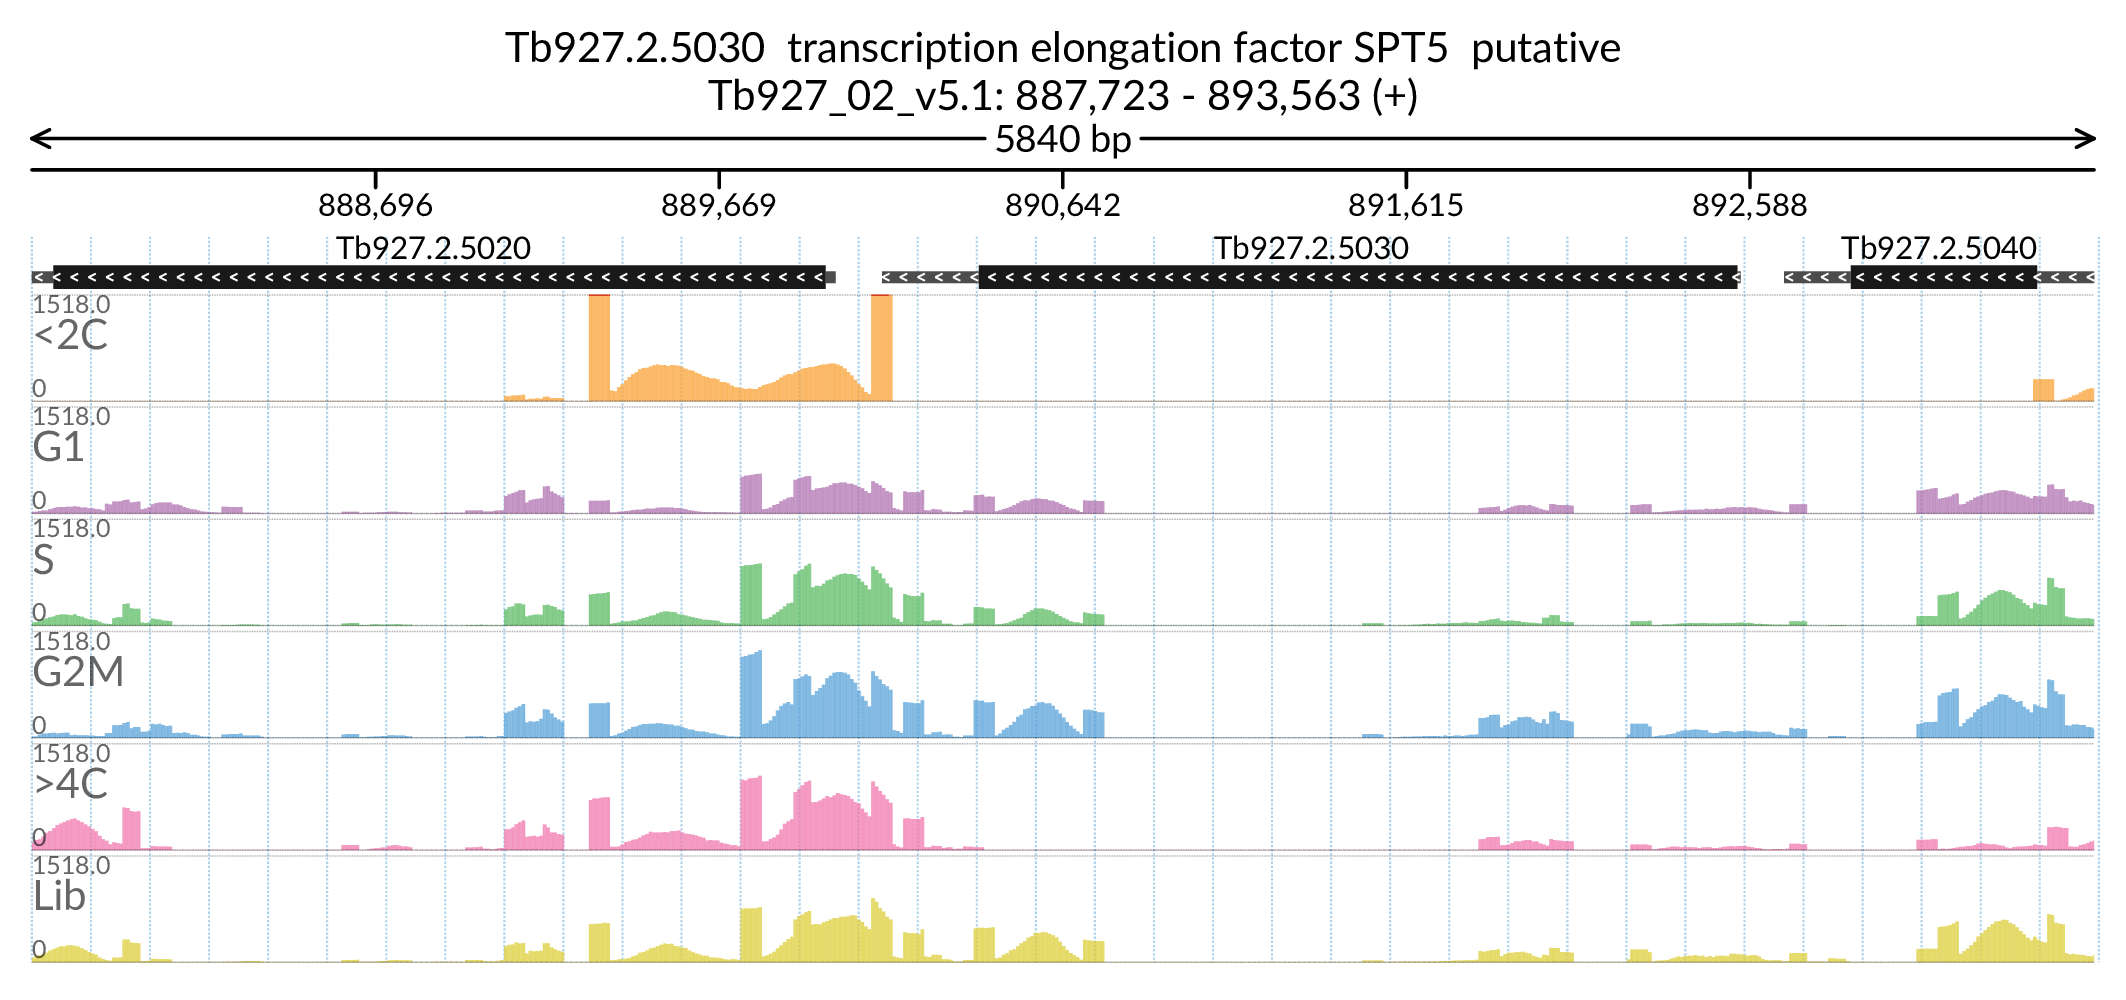 Tb927.2.5030  transcription elongation factor SPT5  putative
Tb927_02_v5.1: 887,723 - 893,563 (+)
5840 bp
888,696 889,669 890,642 891,615 892,588
Tb927.2.5020 Tb927.2.5030 Tb927.2.5040
1518.0
<2C
0
1518.0
G1
0
1518.0
S
0
1518.0
G2M
0
1518.0
>4C
0
1518.0
Lib
0